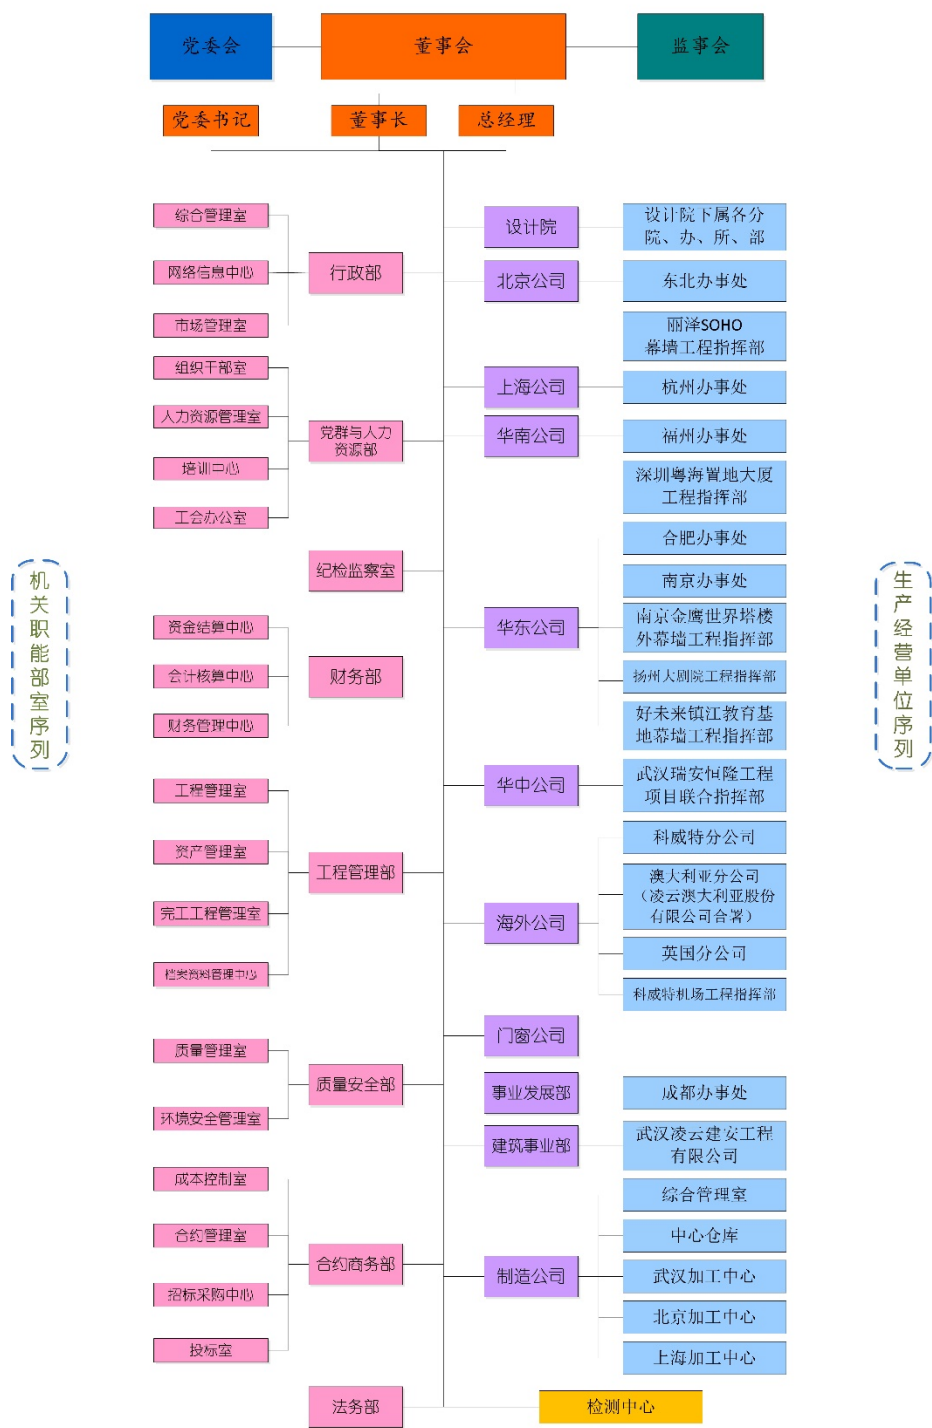 党委会
董事会
监事会
党委书记
董事长
总经理
机关职能部室序列
综合管理室
网络信息中心
市场管理室
行政部
组织干部室
人力资源管理室
培训中心
工会办公室
党群与人力
资源部
纪检监察室
资金结算中心
会计核算中心
财务管理中心
财务部
工程管理室
资产管理室
完工工程管理室
档案资料管理中心
工程管理部
质量管理室
环境安全管理室
质量安全部
成本控制室
合约管理室
招标采购中心
投标室
合约商务部
法务部
设计院
设计院下属各分
院、办、所、部
北京公司
东北办事处
丽泽SOHO
幕墙工程指挥部
上海公司
杭州办事处
华南公司
福州办事处
深圳粤海置地大厦
工程指挥部
华东公司
合肥办事处
南京办事处
南京金鹰世界塔楼
外幕墙工程指挥部
扬州大剧院工程指挥部
好未来镇江教育基
地幕墙工程指挥部
华中公司
武汉瑞安恒隆工程
项目联合指挥部
海外公司
科威特分公司
澳大利亚分公司
（凌云澳大利亚股份
有限公司合署）
英国分公司
科威特机场工程指挥部
门窗公司
事业发展部
成都办事处
建筑事业部
武汉凌云建安工程
有限公司
制造公司
综合管理室
中心仓库
武汉加工中心
北京加工中心
上海加工中心
检测中心
生产经营单位序列